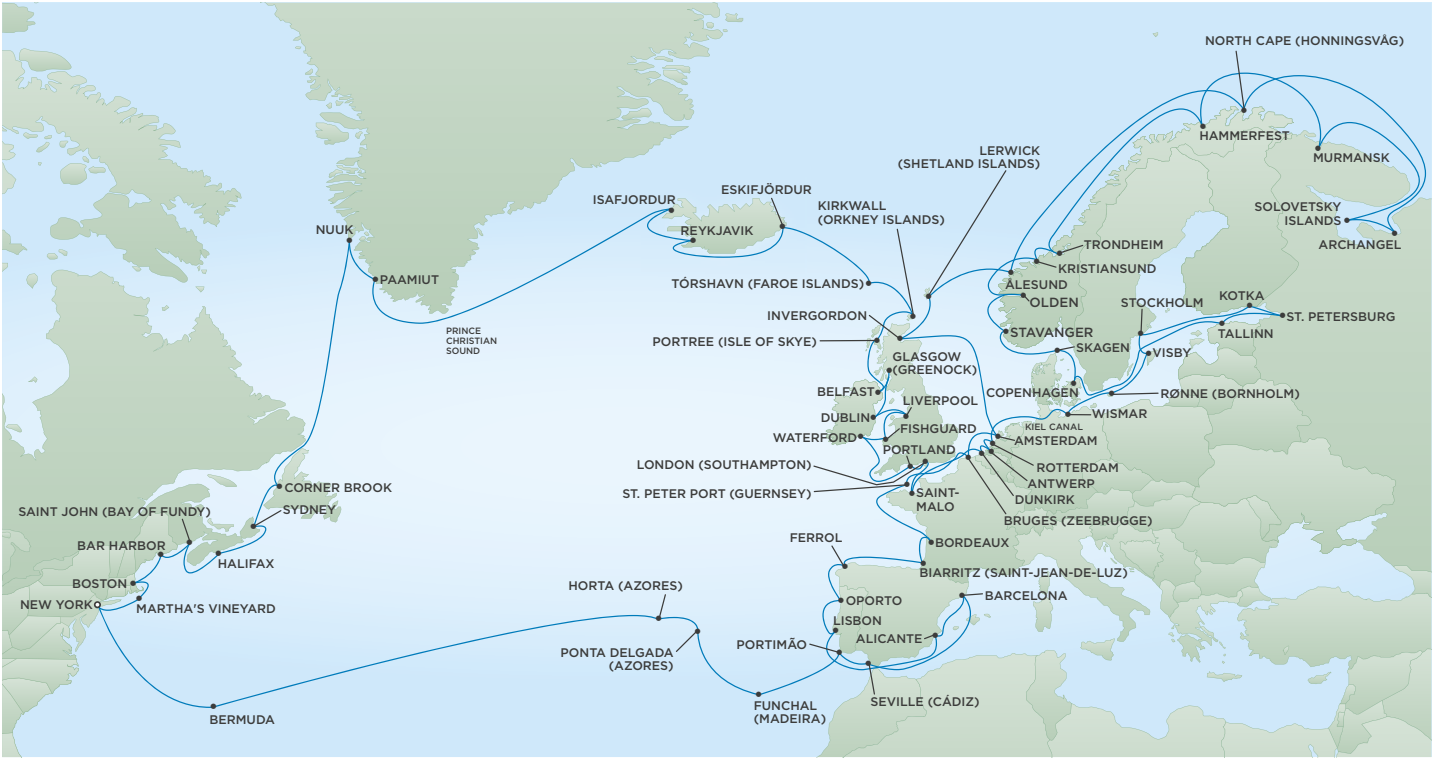 NORTH CAPE (HONNINGSVÅG)
HAMMERFEST
MURMANSK
LERWICK
(SHETLAND ISLANDS)
ESKIFJÖRDUR
ISAFJORDUR
KIRKWALL
(ORKNEY ISLANDS)
SOLOVETSKY
ISLANDS
NUUK
REYKJAVIK
ARCHANGEL
TRONDHEIM
KRISTIANSUND
PAAMIUT
TÓRSHAVN (FAROE ISLANDS)
ÅLESUND
OLDEN
STOCKHOLM
KOTKA
INVERGORDON
ST. PETERSBURG
PRINCE
CHRISTIAN
SOUND
STAVANGER
TALLINN
PORTREE (ISLE OF SKYE)
SKAGEN
VISBY
GLASGOW
(GREENOCK)
BELFAST
COPENHAGEN
RØNNE (BORNHOLM)
LIVERPOOL
DUBLIN
WISMAR
FISHGUARD
KIEL CANAL
WATERFORD
AMSTERDAM
PORTLAND
LONDON (SOUTHAMPTON)
ROTTERDAM
ANTWERP
CORNER BROOK
ST. PETER PORT (GUERNSEY)
SAINT-
MALO
DUNKIRK
SAINT JOHN (BAY OF FUNDY)
SYDNEY
BRUGES (ZEEBRUGGE)
BAR HARBOR
HALIFAX
FERROL
BORDEAUX
BOSTON
BIARRITZ (SAINT-JEAN-DE-LUZ)
HORTA (AZORES)
NEW YORK
MARTHA'S VINEYARD
OPORTO
BARCELONA
LISBON
ALICANTE
PORTIMÃO
PONTA DELGADA
(AZORES)
SEVILLE (CÁDIZ)
FUNCHAL
(MADEIRA)
BERMUDA